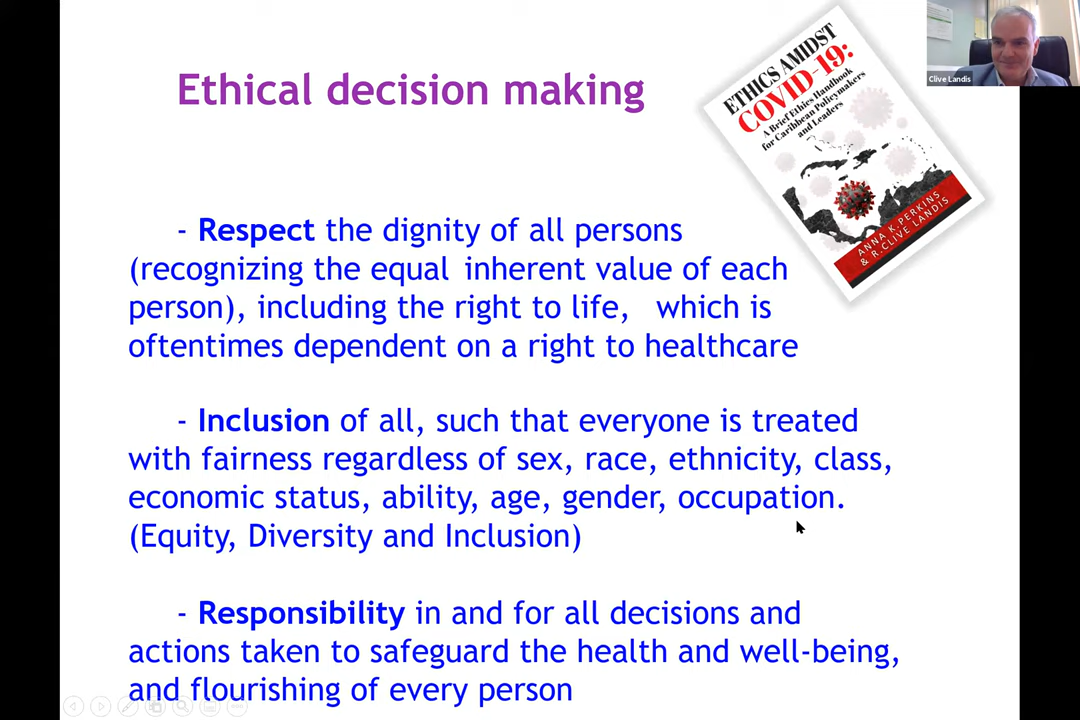 Ethical decision making
ETHICS AMIDST
COVID-19:
A Brief Ethics Handbook
for Caribbean Policymakers
and Leaders
ANNA K. PERKINS
& R. CLIVE LANDIS
Clive Landis
- Respect the dignity of all persons
(recognizing the equal inherent value of each
person), including the right to life, which is
oftentimes dependent on a right to healthcare
- Inclusion of all, such that everyone is treated
with fairness regardless of sex, race, ethnicity, class,
economic status, ability, age, gender, occupation.
(Equity, Diversity and Inclusion)
- Responsibility in and for all decisions and
actions taken to safeguard the health and well-being,
and flourishing of every person